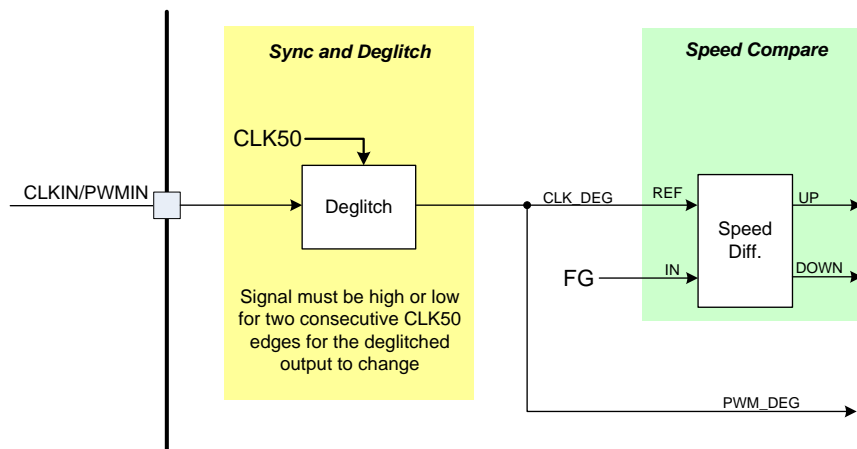 Sync and Deglitch
Speed Compare
CLK50
CLKIN/PWMIN
Deglitch
CLK_DEG
REF
UP
Speed
Diff.
FG
IN
DOWN
Signal must be high or low
for two consecutive CLK50
edges for the deglitched
output to change
PWM_DEG